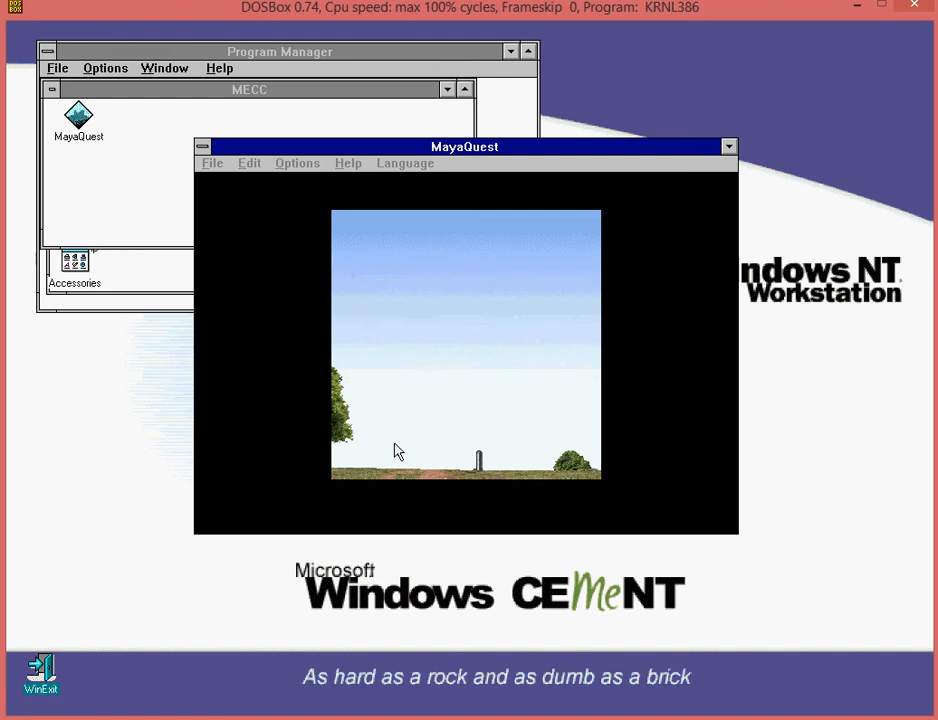 DOSBox 0.74, Cpu speed: max 100% cycles, Frameskip 0, Program: KRNL386
Program Manager
File Options Window Help
MECC
MayaQuest
MayaQuest
File Edit Options Help Language
Accessories
ndows NT
Workstation
Microsoft
Windows CEMeNT
As hard as a rock and as dumb as a brick
WinExit